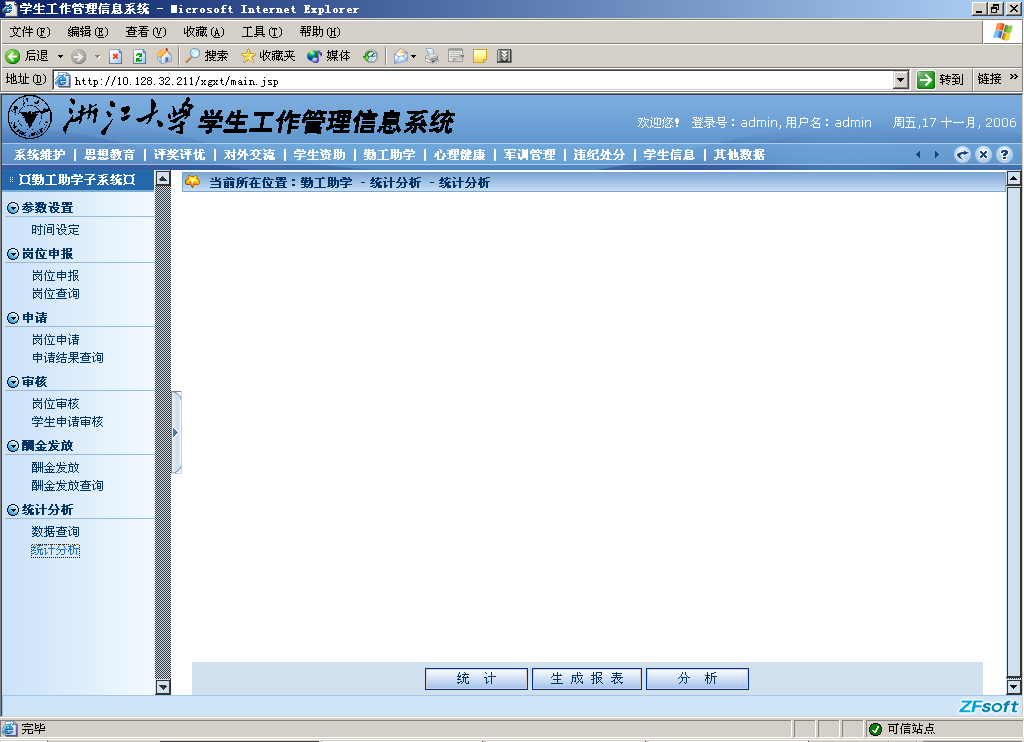 学生工作管理信息系统 - Microsoft Internet Explorer
文件(F) 编辑(E) 查看(V) 收藏(A) 工具(T) 帮助(H)
后退 搜索 收藏夹 媒体
地址(D) http://10.128.32.211/xgxt/main.jsp 转到 链接 »
浙江大学 学生工作管理信息系统
欢迎您! 登录号：admin,用户名：admin 周五,17 十一月, 2006
系统维护 | 思想教育 | 评奖评优 | 对外交流 | 学生资助 | 勤工助学 | 心理健康 | 军训管理 | 违纪处分 | 学生信息 | 其他数据
¤勤工助学子系统¤
当前所在位置：勤工助学 - 统计分析 - 统计分析
参数设置
时间设定
岗位申报
岗位申报
岗位查询
申请
岗位申请
申请结果查询
审核
岗位审核
学生申请审核
酬金发放
酬金发放
酬金发放查询
统计分析
数据查询
统计分析
统 计 生 成 报 表 分 析
ZFsoft
完毕 可信站点